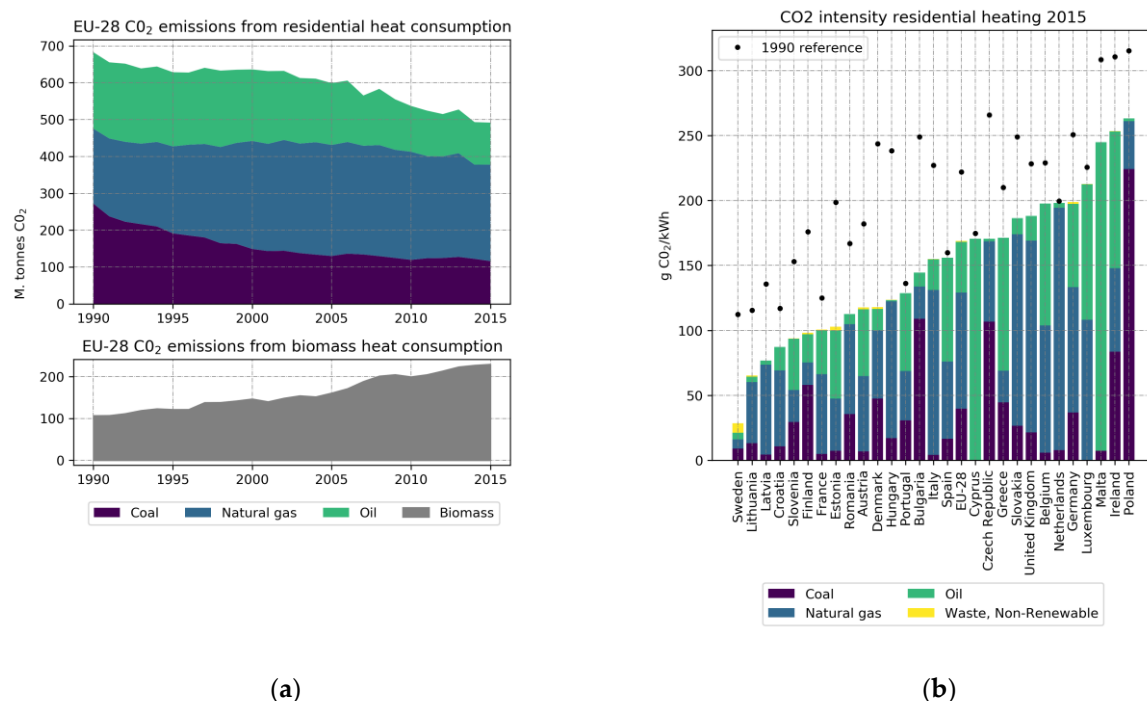 EU-28 C0₂ emissions from residential heat consumption
700
600
500
400
300
200
100
0
M. tonnes C0₂
1990
1995
2000
2005
2010
2015
EU-28 C0₂ emissions from biomass heat consumption
200
100
0
1990
1995
2000
2005
2010
2015
Coal
Natural gas
Oil
Biomass
(a)
CO2 intensity residential heating 2015
1990 reference
300
250
200
150
100
50
0
g C0₂/kWh
Sweden
Lithuania
Latvia
Croatia
Slovenia
Finland
France
Estonia
Romania
Austria
Denmark
Hungary
Portugal
Bulgaria
Italy
Spain
EU-28
Cyprus
Czech Republic
Greece
Slovakia
United Kingdom
Belgium
Netherlands
Germany
Luxembourg
Malta
Ireland
Poland
Coal
Natural gas
Oil
Waste, Non-Renewable
(b)